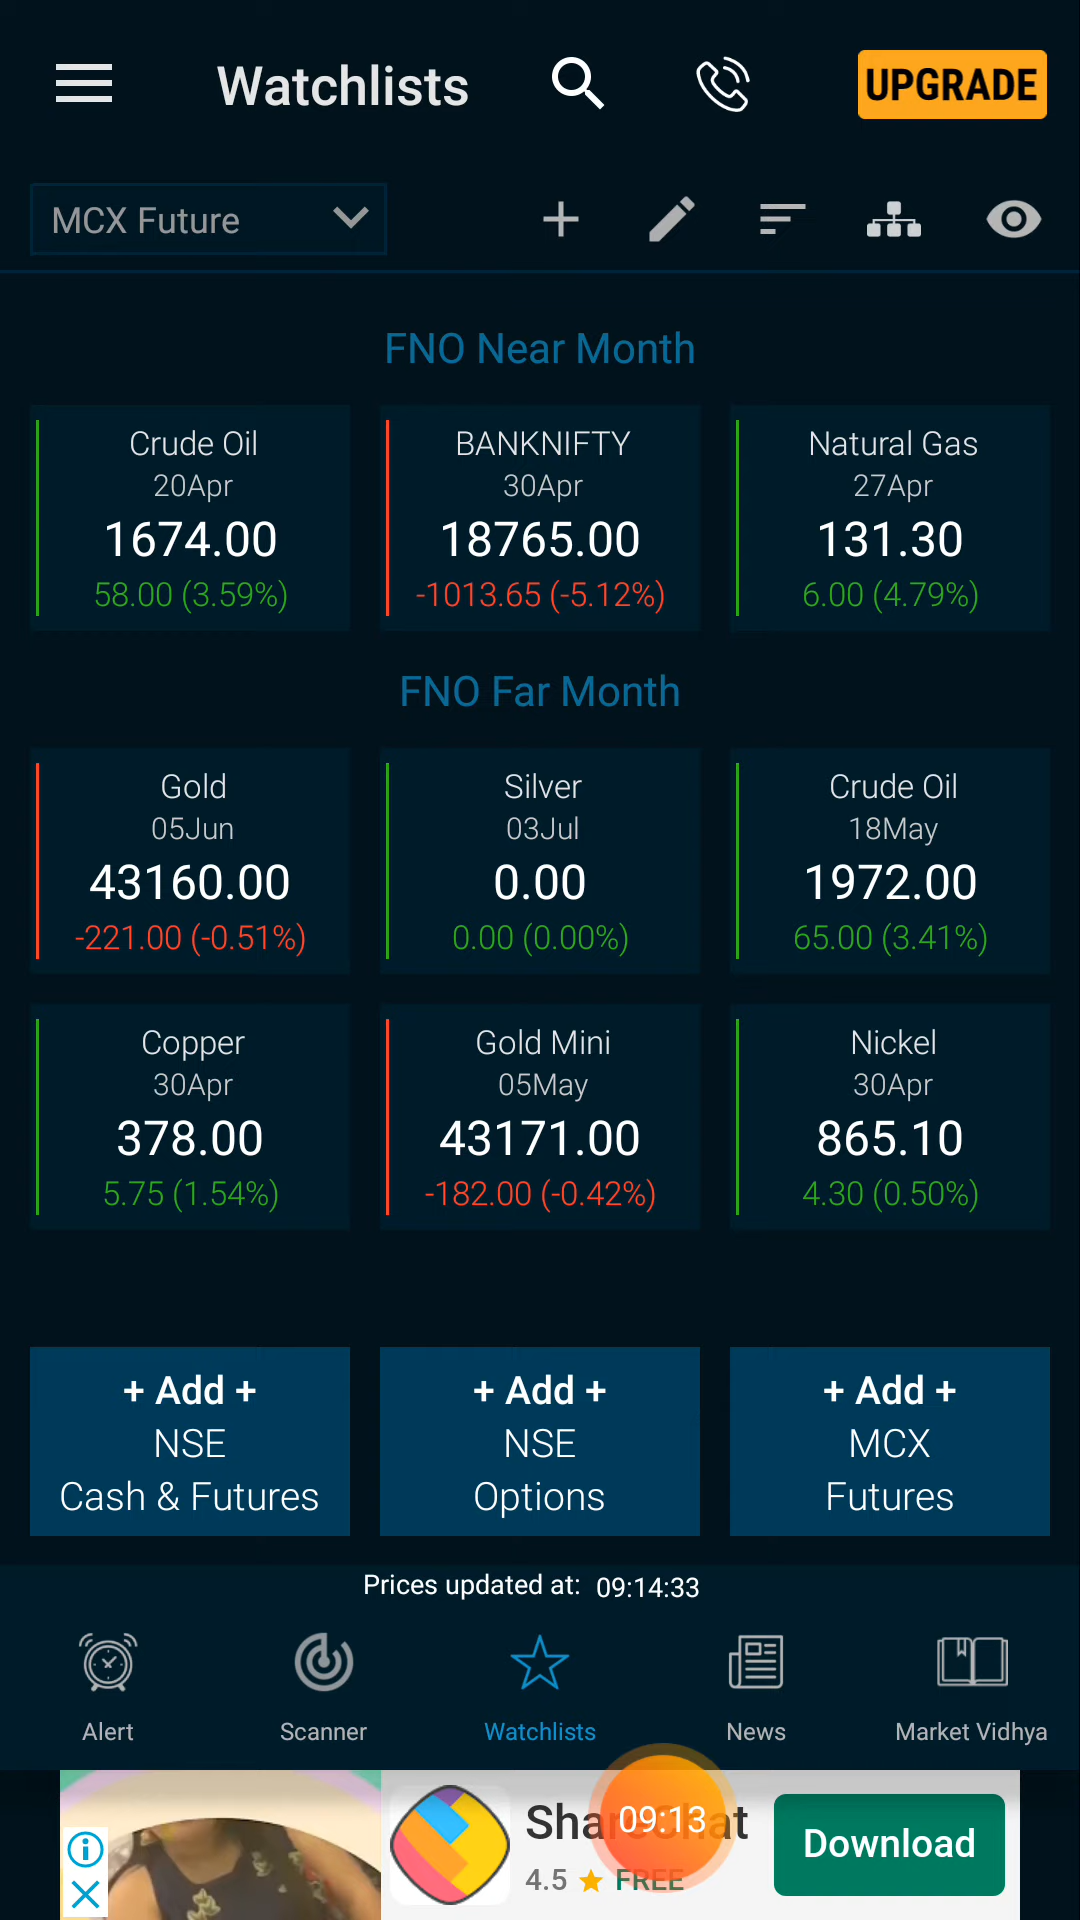 Watchlists
UPGRADE
MCX Future
FNO Near Month
Crude Oil
20Apr
1674.00
58.00 (3.59%)
BANKNIFTY
30Apr
18765.00
-1013.65 (-5.12%)
Natural Gas
27Apr
131.30
6.00 (4.79%)
FNO Far Month
Gold
05Jun
43160.00
-221.00 (-0.51%)
Silver
03Jul
0.00
0.00 (0.00%)
Crude Oil
18May
1972.00
65.00 (3.41%)
Copper
30Apr
378.00
5.75 (1.54%)
Gold Mini
05May
43171.00
-182.00 (-0.42%)
Nickel
30Apr
865.10
4.30 (0.50%)
+ Add +
NSE
Cash & Futures
+ Add +
NSE
Options
+ Add +
MCX
Futures
Prices updated at: 09:14:33
Alert
Scanner
Watchlists
News
Market Vidhya
ShareChat
09:13
4.5 ★ FREE
Download